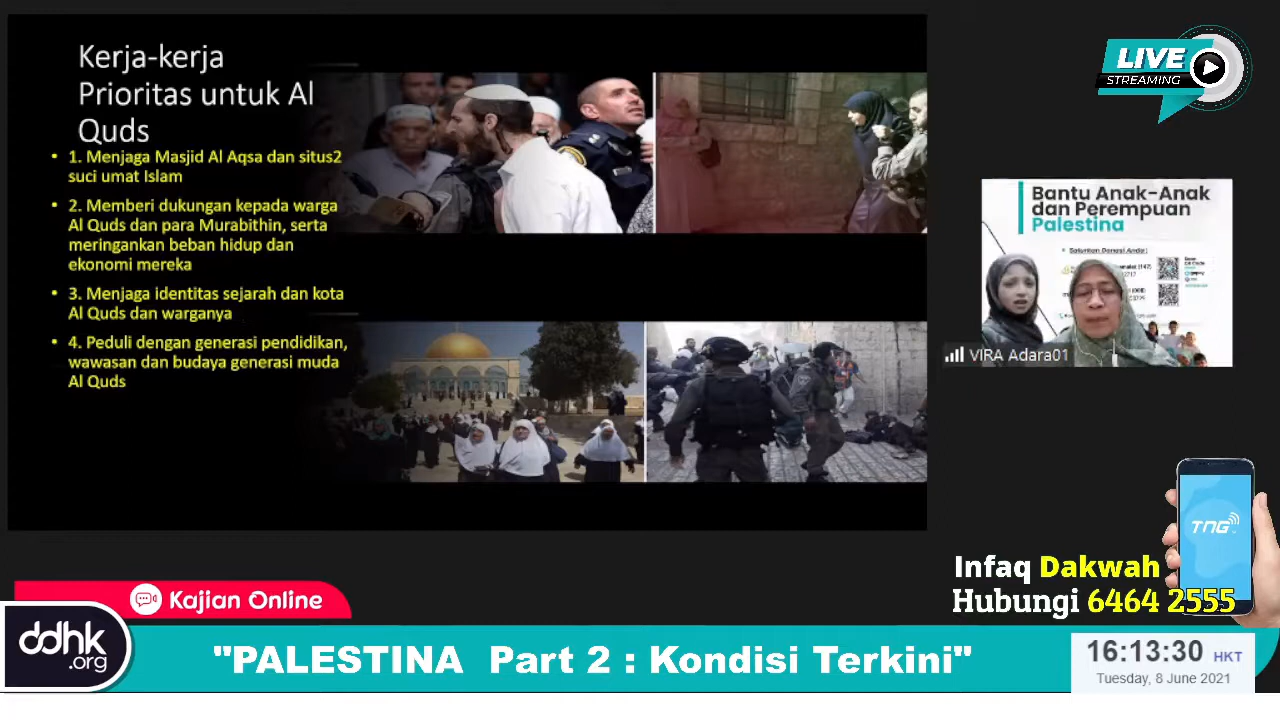 Kerja-kerja
Prioritas untuk Al
Quds
• 1. Menjaga Masjid Al Aqsa dan situs2
suci umat Islam
• 2. Memberi dukungan kepada warga
Al Quds dan para Murabithin, serta
meringankan beban hidup dan
ekonomi mereka
• 3. Menjaga identitas sejarah dan kota
Al Quds dan warganya
• 4. Peduli dengan generasi pendidikan,
wawasan dan budaya generasi muda
Al Quds
LIVE
STREAMING
Bantu Anak-Anak
dan Perempuan
Palestina
Salurkan Donasi Anda:
VIRA Adara01
TNG
Infaq Dakwah
Hubungi 6464 2555
Kajian Online
ddhk
.org
"PALESTINA Part 2 : Kondisi Terkini"
16:13:30 HKT
Tuesday, 8 June 2021